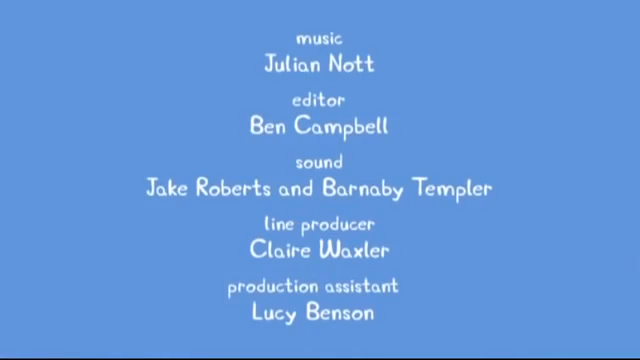 music
Julian Nott
editor
Ben Campbell
sound
Jake Roberts and Barnaby Templer
line producer
Claire Waxler
production assistant
Lucy Benson